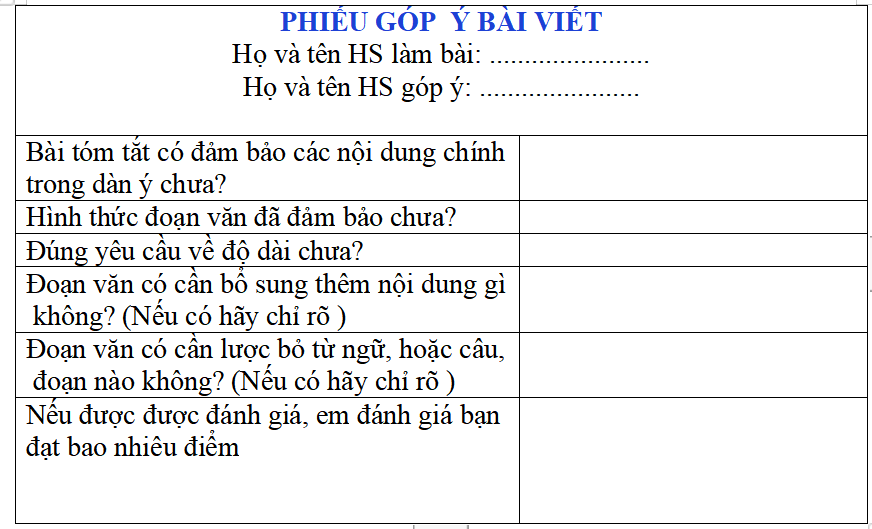 PHIẾU GÓP Ý BÀI VIẾT
Họ và tên HS làm bài: .......................
Họ và tên HS góp ý: .......................
Bài tóm tắt có đảm bảo các nội dung chính
trong dàn ý chưa?
Hình thức đoạn văn đã đảm bảo chưa?
Đúng yêu cầu về độ dài chưa?
Đoạn văn có cần bổ sung thêm nội dung gì
không? (Nếu có hãy chỉ rõ )
Đoạn văn có cần lược bỏ từ ngữ, hoặc câu,
đoạn nào không? (Nếu có hãy chỉ rõ )
Nếu được được đánh giá, em đánh giá bạn
đạt bao nhiêu điểm